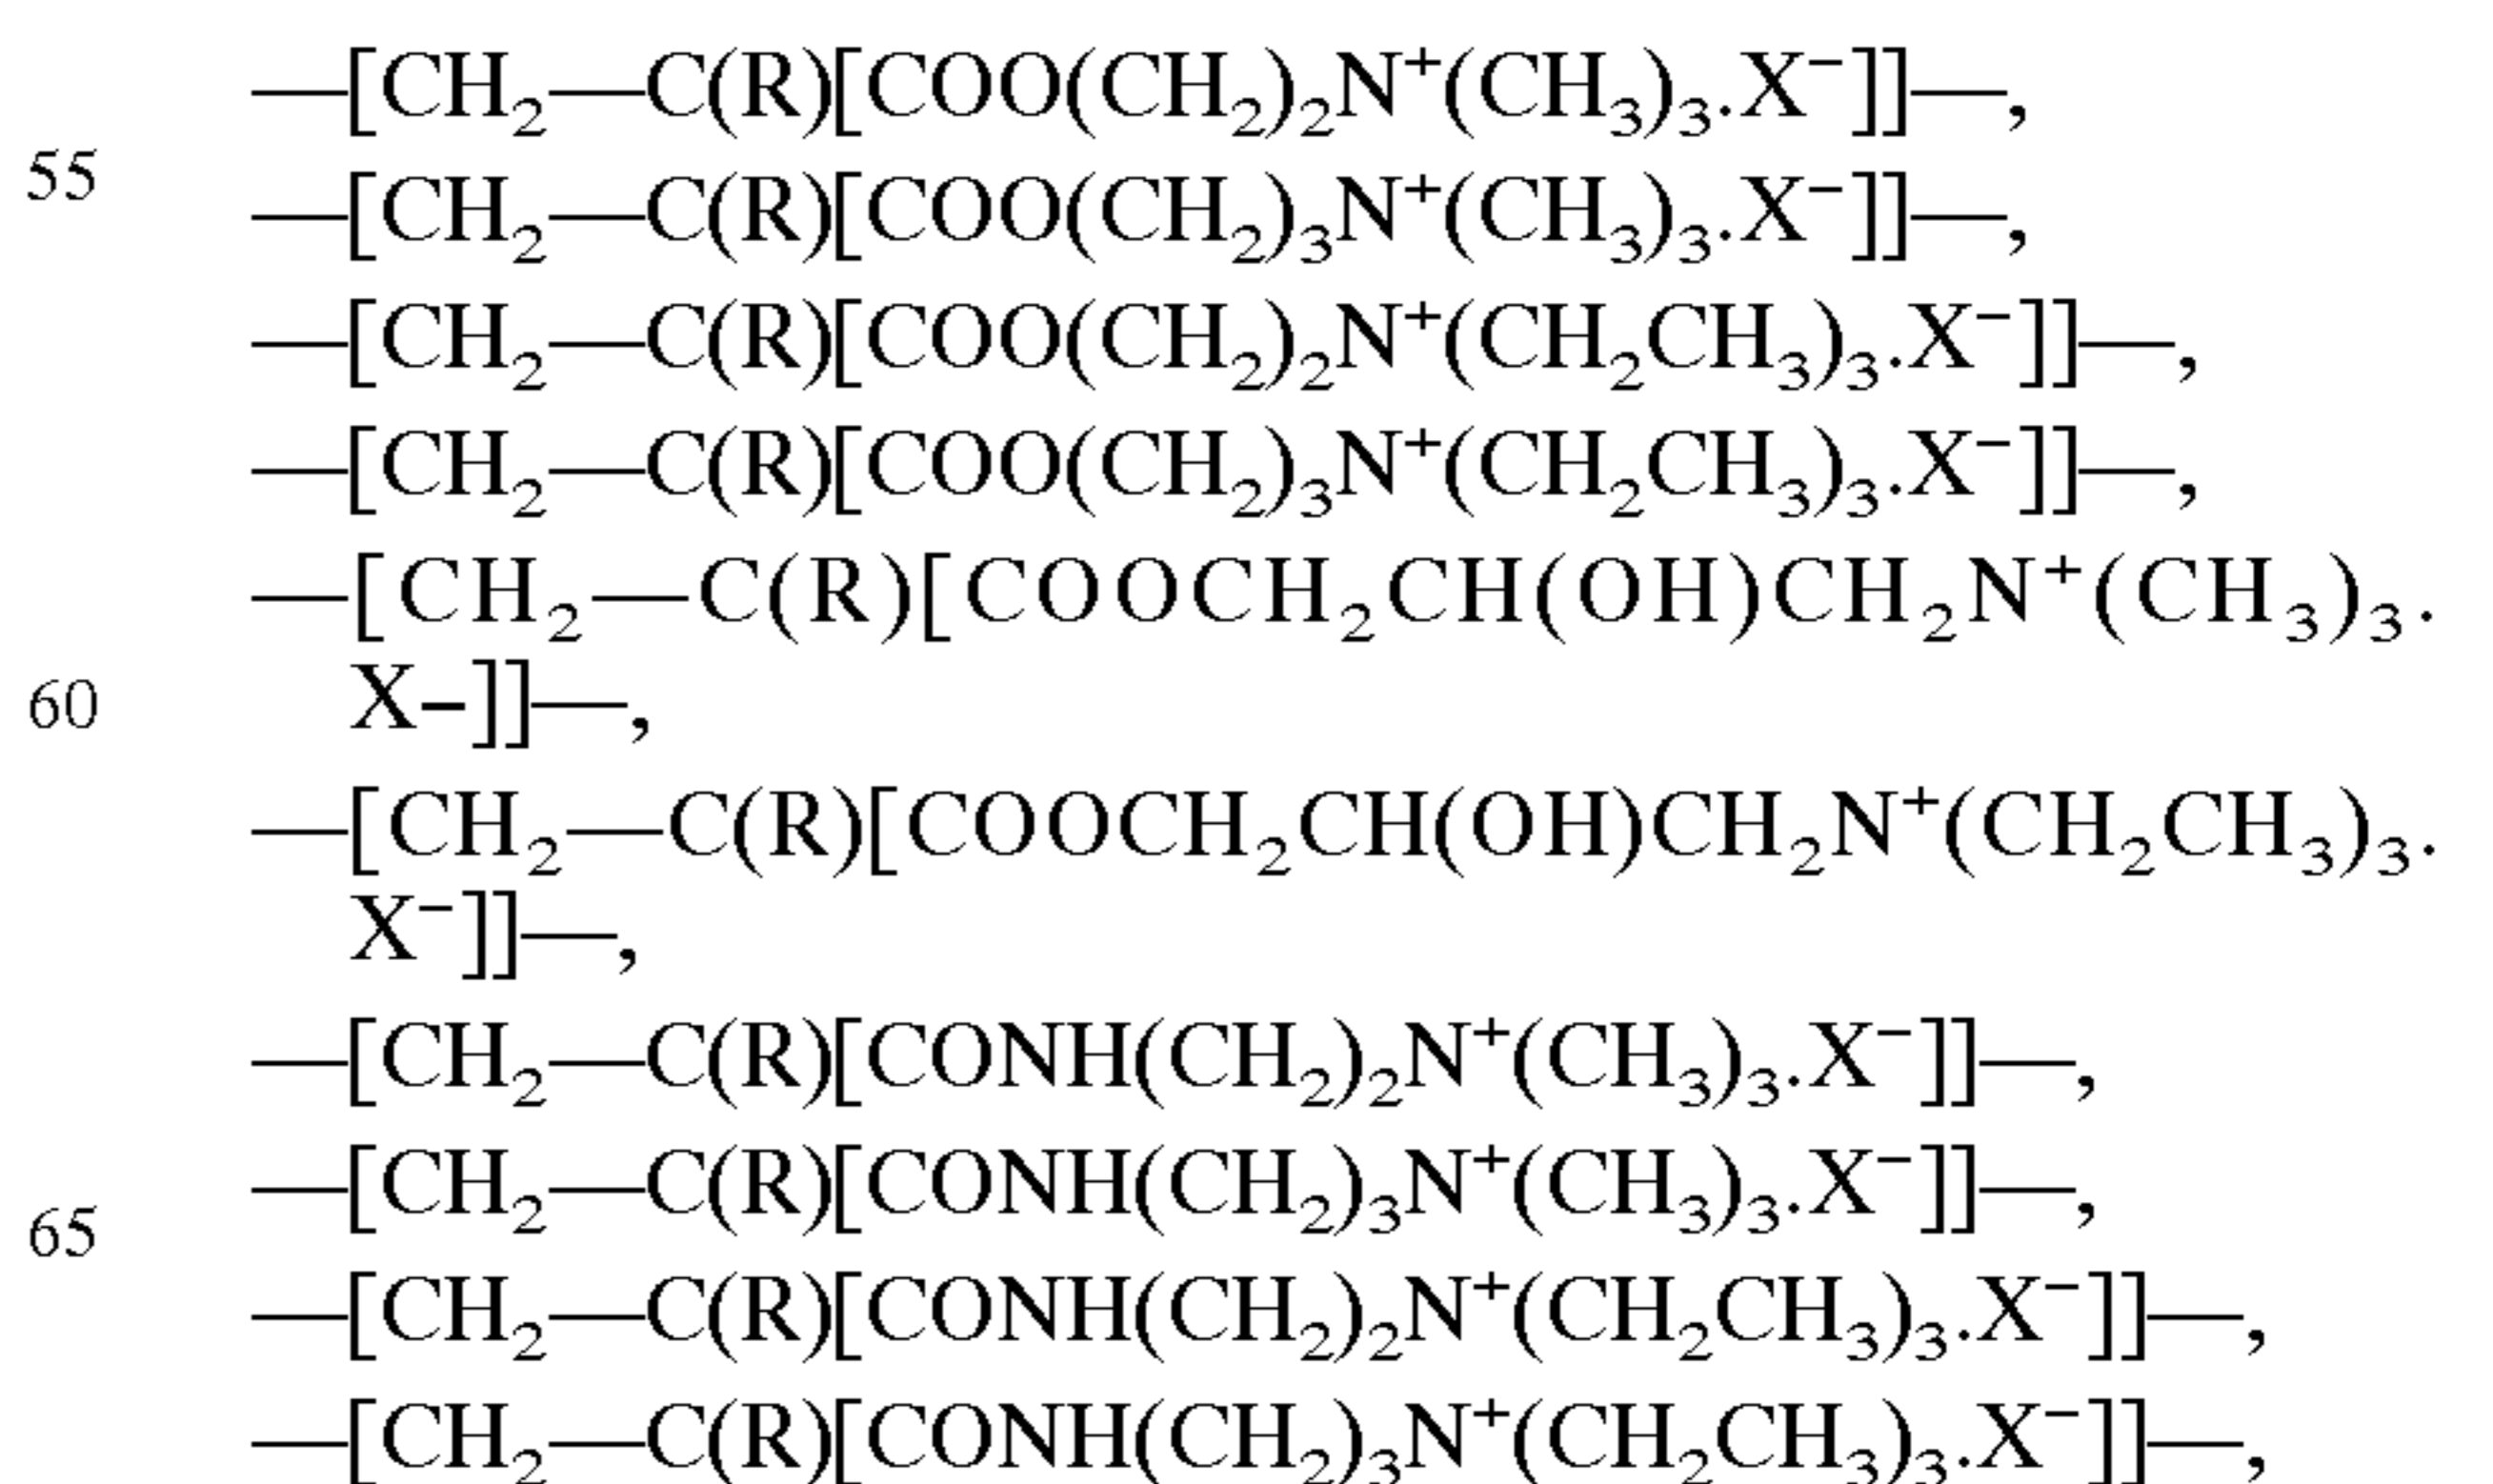 —[CH₂—C(R)[COO(CH₂)₂N⁺(CH₃)₃.X⁻]]—,
55
—[CH₂—C(R)[COO(CH₂)₃N⁺(CH₃)₃.X⁻]]—,
—[CH₂—C(R)[COO(CH₂)₂N⁺(CH₂CH₃)₃.X⁻]]—,
—[CH₂—C(R)[COO(CH₂)₃N⁺(CH₂CH₃)₃.X⁻]]—,
—[CH₂—C(R)[COOCH₂CH(OH)CH₂N⁺(CH₃)₃.
60 X–]]—,
—[CH₂—C(R)[COOCH₂CH(OH)CH₂N⁺(CH₂CH₃)₃.
X⁻]]—,
—[CH₂—C(R)[CONH(CH₂)₂N⁺(CH₃)₃.X⁻]]—,
—[CH₂—C(R)[CONH(CH₂)₃N⁺(CH₃)₃.X⁻]]—,
65
—[CH₂—C(R)[CONH(CH₂)₂N⁺(CH₂CH₃)₃.X⁻]]—,
—[CH₂—C(R)[CONH(CH₂)₃N⁺(CH₂CH₃)₃.X⁻]]—,